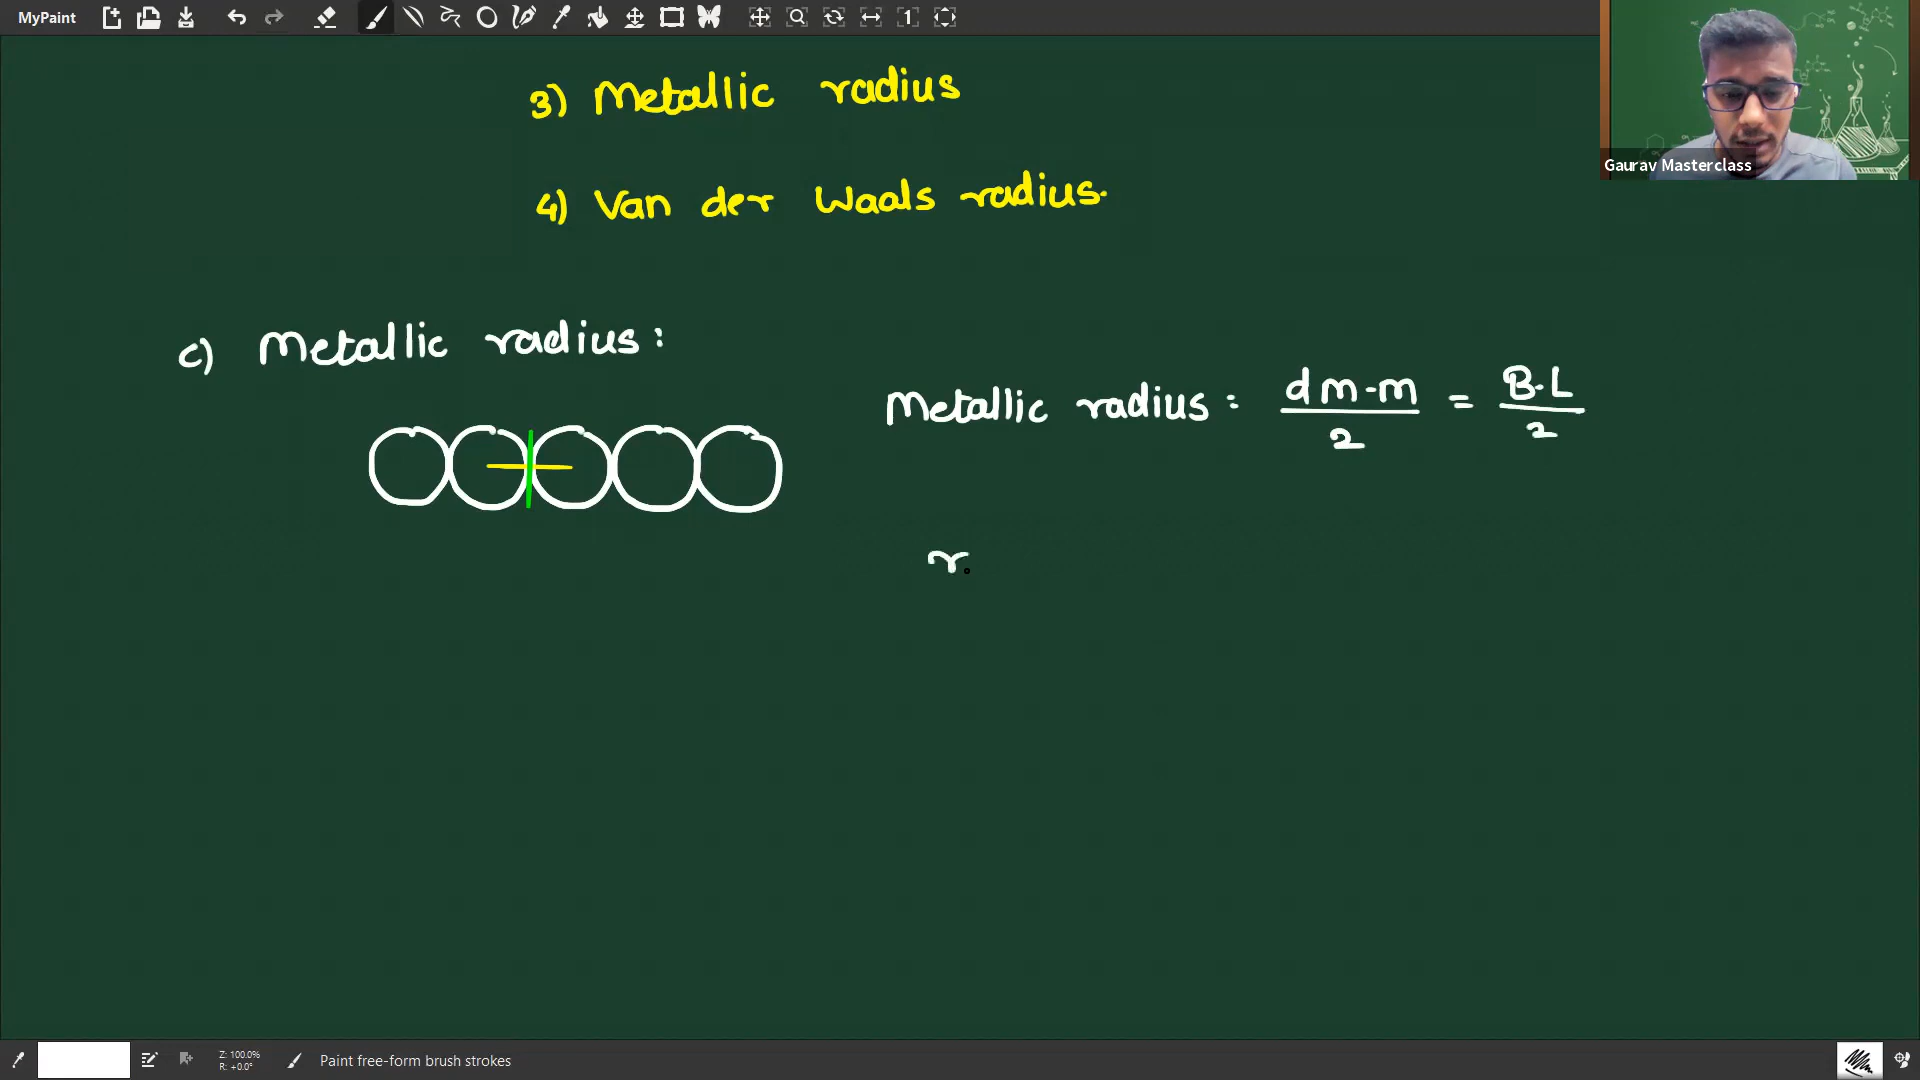 MyPaint
1
Gaurav Masterclass
3) Metallic radius
4) Van der Waals radius.
c) Metallic radius:
Metallic radius = d m-m / 2 = B.L / 2
r.
Z: 100.0%
R: +0.0°
Paint free-form brush strokes